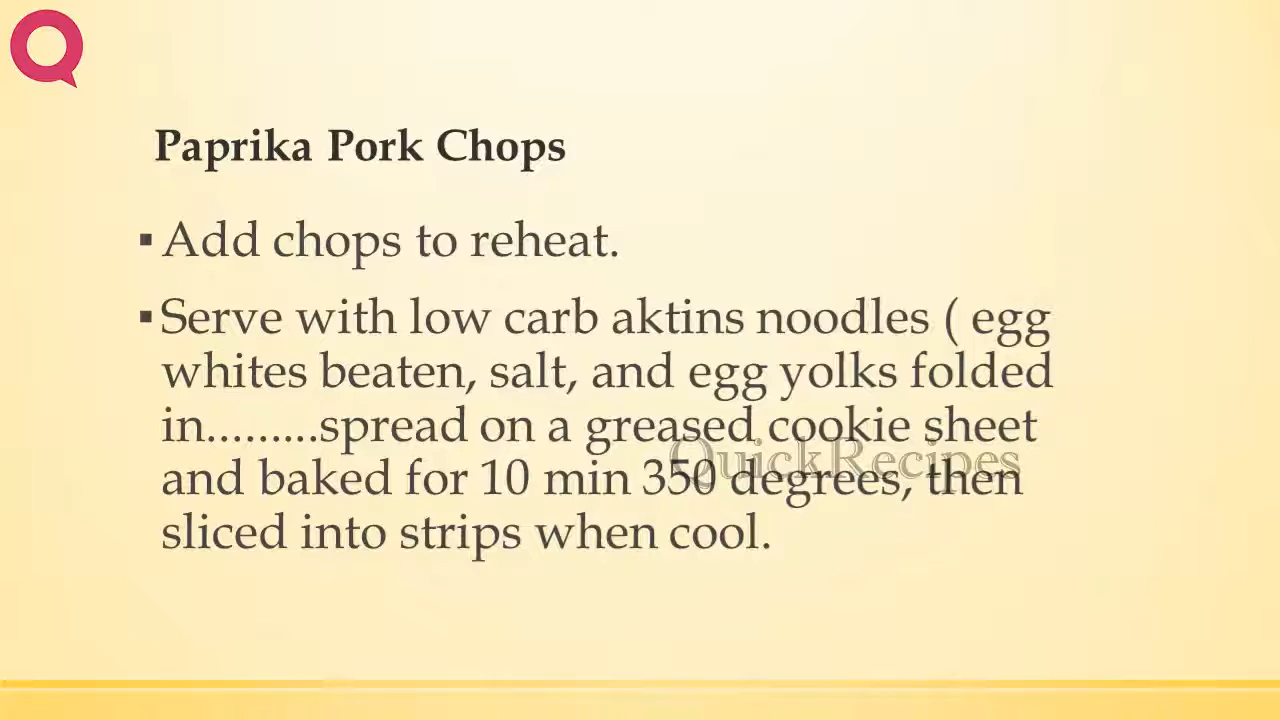 Paprika Pork Chops
▪Add chops to reheat.
▪Serve with low carb aktins noodles ( egg
whites beaten, salt, and egg yolks folded
in.........spread on a greased cookie sheet
QuickRecipes
and baked for 10 min 350 degrees, then
sliced into strips when cool.